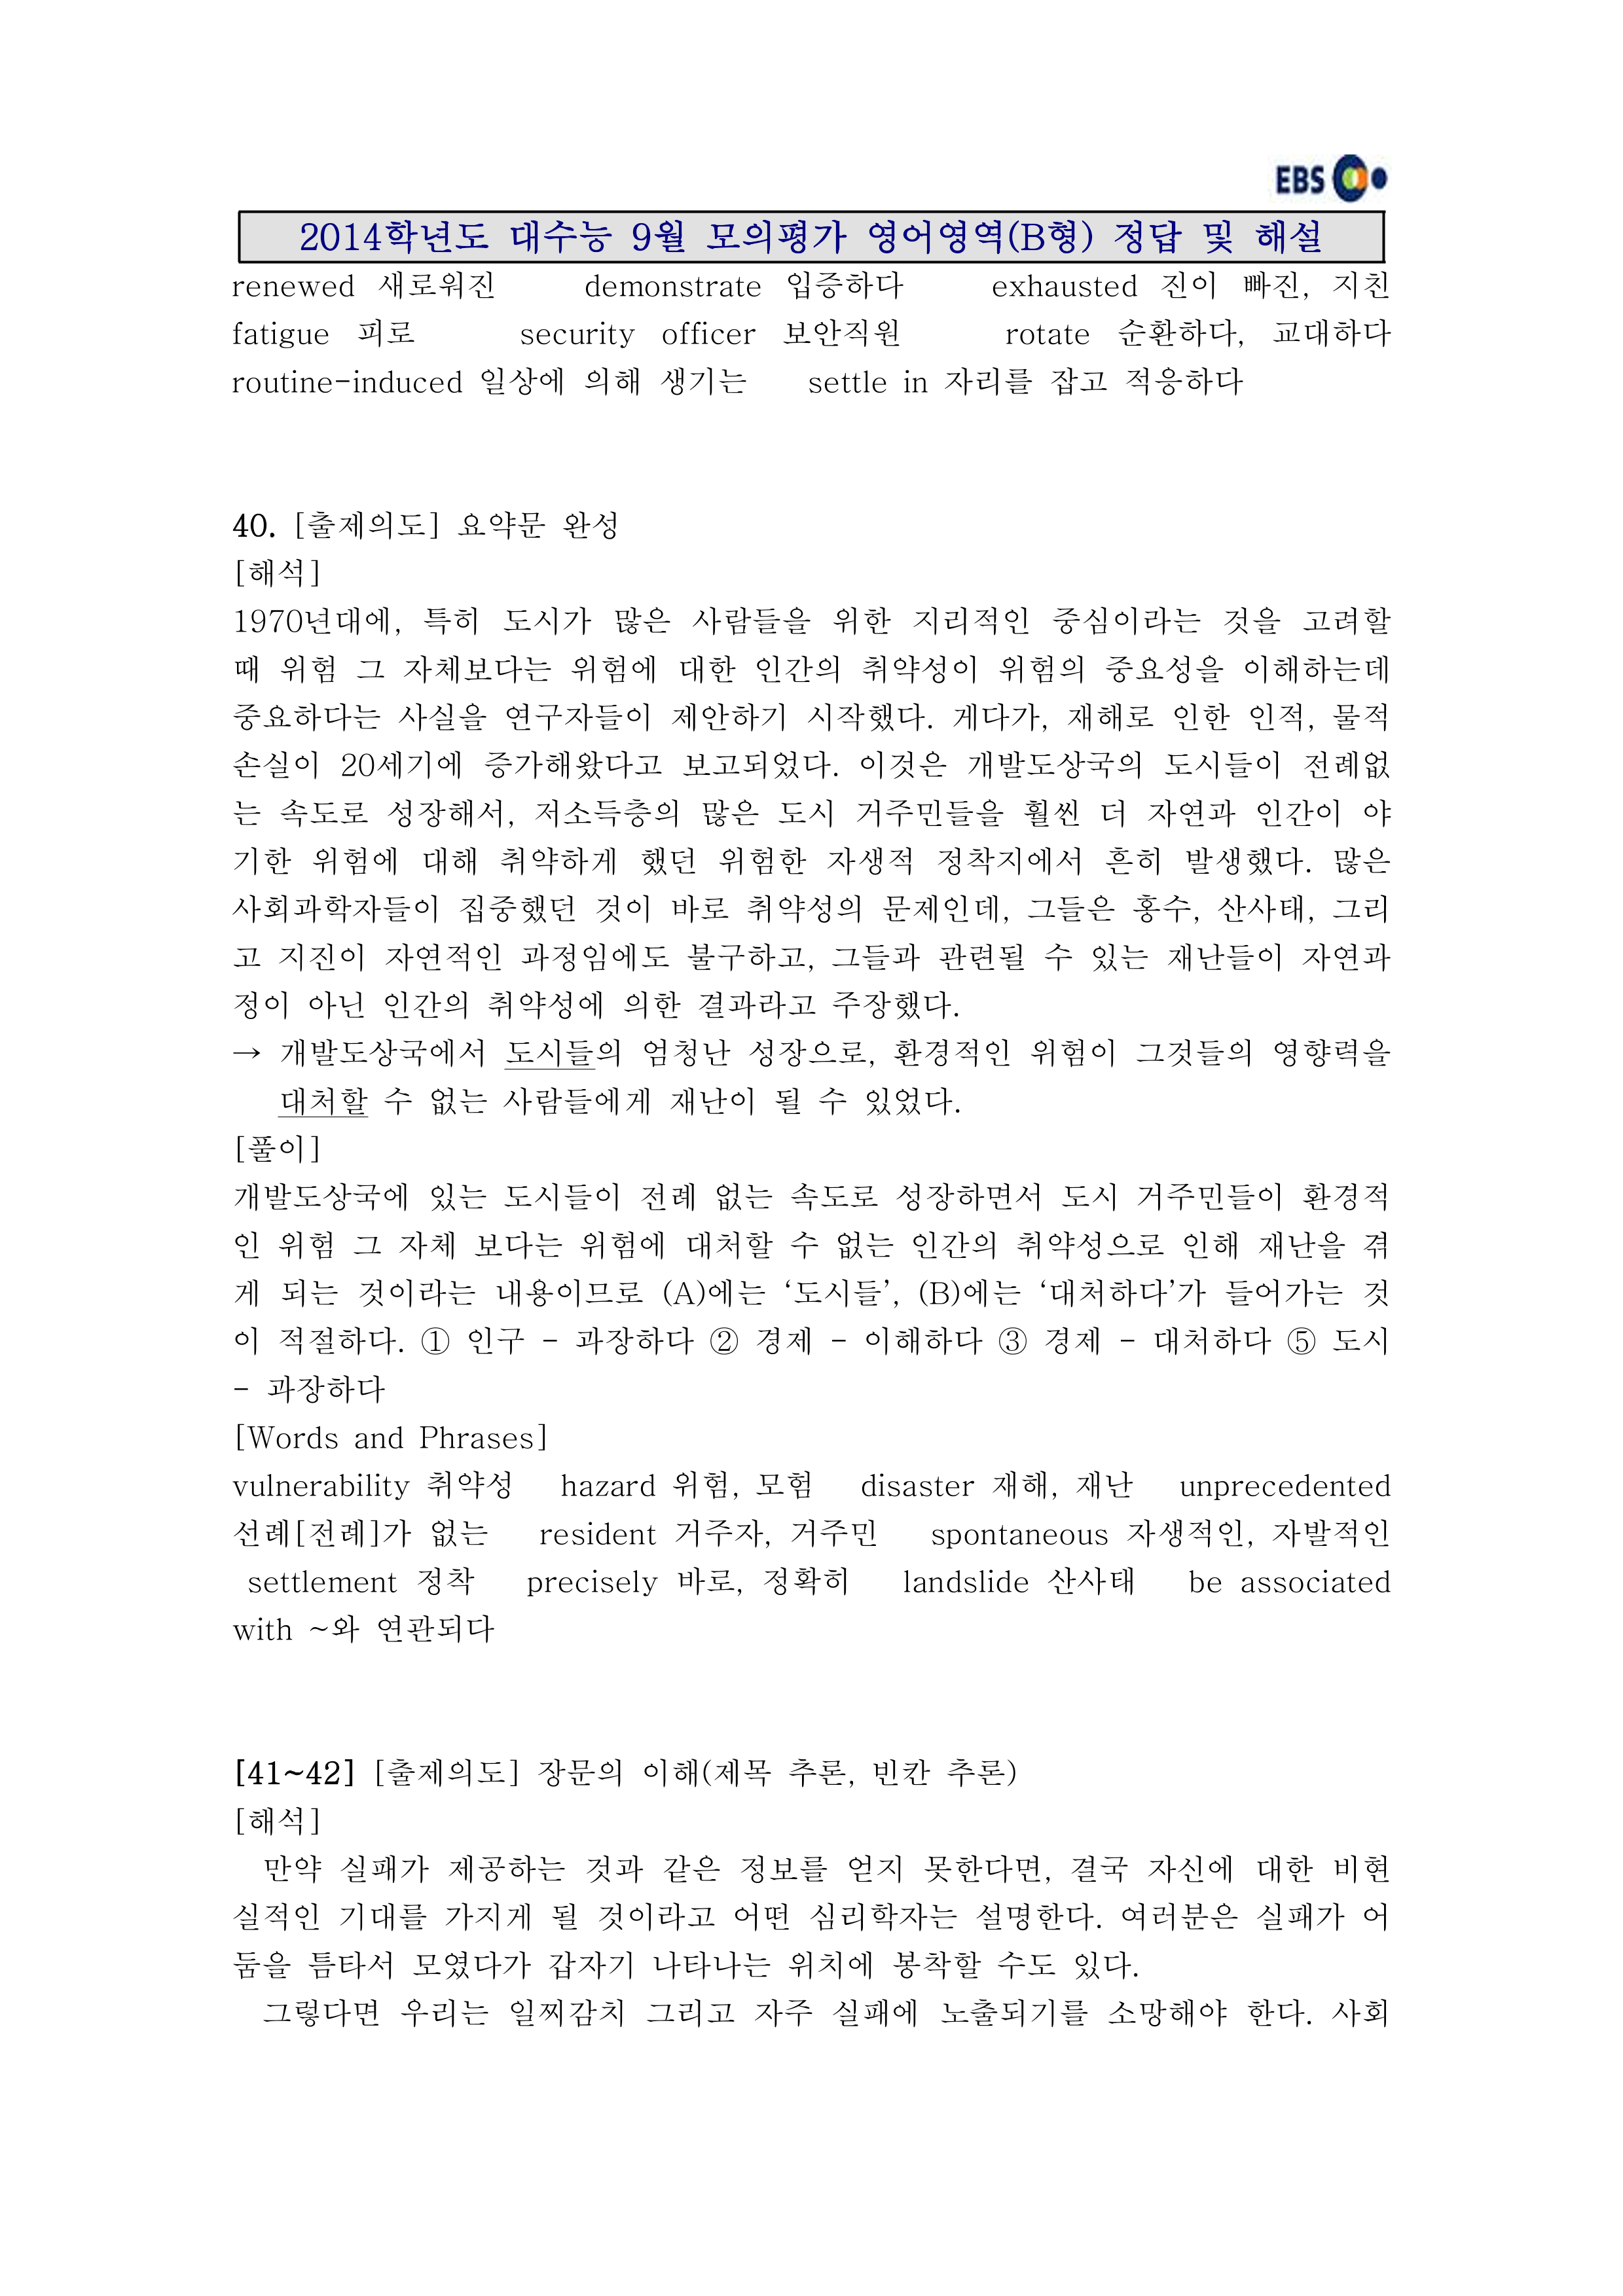 EBS
2014학년도 대수능 9월 모의평가 영어영역(B형) 정답 및 해설
renewed 새로워진 demonstrate 입증하다 exhausted 진이 빠진, 지친
fatigue 피로 security officer 보안직원 rotate 순환하다, 교대하다
routine-induced 일상에 의해 생기는 settle in 자리를 잡고 적응하다
40. [출제의도] 요약문 완성
[해석]
1970년대에, 특히 도시가 많은 사람들을 위한 지리적인 중심이라는 것을 고려할
때 위험 그 자체보다는 위험에 대한 인간의 취약성이 위험의 중요성을 이해하는데
중요하다는 사실을 연구자들이 제안하기 시작했다. 게다가, 재해로 인한 인적, 물적
손실이 20세기에 증가해왔다고 보고되었다. 이것은 개발도상국의 도시들이 전례없
는 속도로 성장해서, 저소득층의 많은 도시 거주민들을 훨씬 더 자연과 인간이 야
기한 위험에 대해 취약하게 했던 위험한 자생적 정착지에서 흔히 발생했다. 많은
사회과학자들이 집중했던 것이 바로 취약성의 문제인데, 그들은 홍수, 산사태, 그리
고 지진이 자연적인 과정임에도 불구하고, 그들과 관련될 수 있는 재난들이 자연과
정이 아닌 인간의 취약성에 의한 결과라고 주장했다.
→ 개발도상국에서 도시들의 엄청난 성장으로, 환경적인 위험이 그것들의 영향력을
대처할 수 없는 사람들에게 재난이 될 수 있었다.
[풀이]
개발도상국에 있는 도시들이 전례 없는 속도로 성장하면서 도시 거주민들이 환경적
인 위험 그 자체 보다는 위험에 대처할 수 없는 인간의 취약성으로 인해 재난을 겪
게 되는 것이라는 내용이므로 (A)에는 ‘도시들’, (B)에는 ‘대처하다’가 들어가는 것
이 적절하다. ① 인구 - 과장하다 ② 경제 - 이해하다 ③ 경제 - 대처하다 ⑤ 도시
- 과장하다
[Words and Phrases]
vulnerability 취약성 hazard 위험, 모험 disaster 재해, 재난 unprecedented
선례[전례]가 없는 resident 거주자, 거주민 spontaneous 자생적인, 자발적인
settlement 정착 precisely 바로, 정확히 landslide 산사태 be associated
with ~와 연관되다
[41~42] [출제의도] 장문의 이해(제목 추론, 빈칸 추론)
[해석]
만약 실패가 제공하는 것과 같은 정보를 얻지 못한다면, 결국 자신에 대한 비현
실적인 기대를 가지게 될 것이라고 어떤 심리학자는 설명한다. 여러분은 실패가 어
둠을 틈타서 모였다가 갑자기 나타나는 위치에 봉착할 수도 있다.
그렇다면 우리는 일찌감치 그리고 자주 실패에 노출되기를 소망해야 한다. 사회